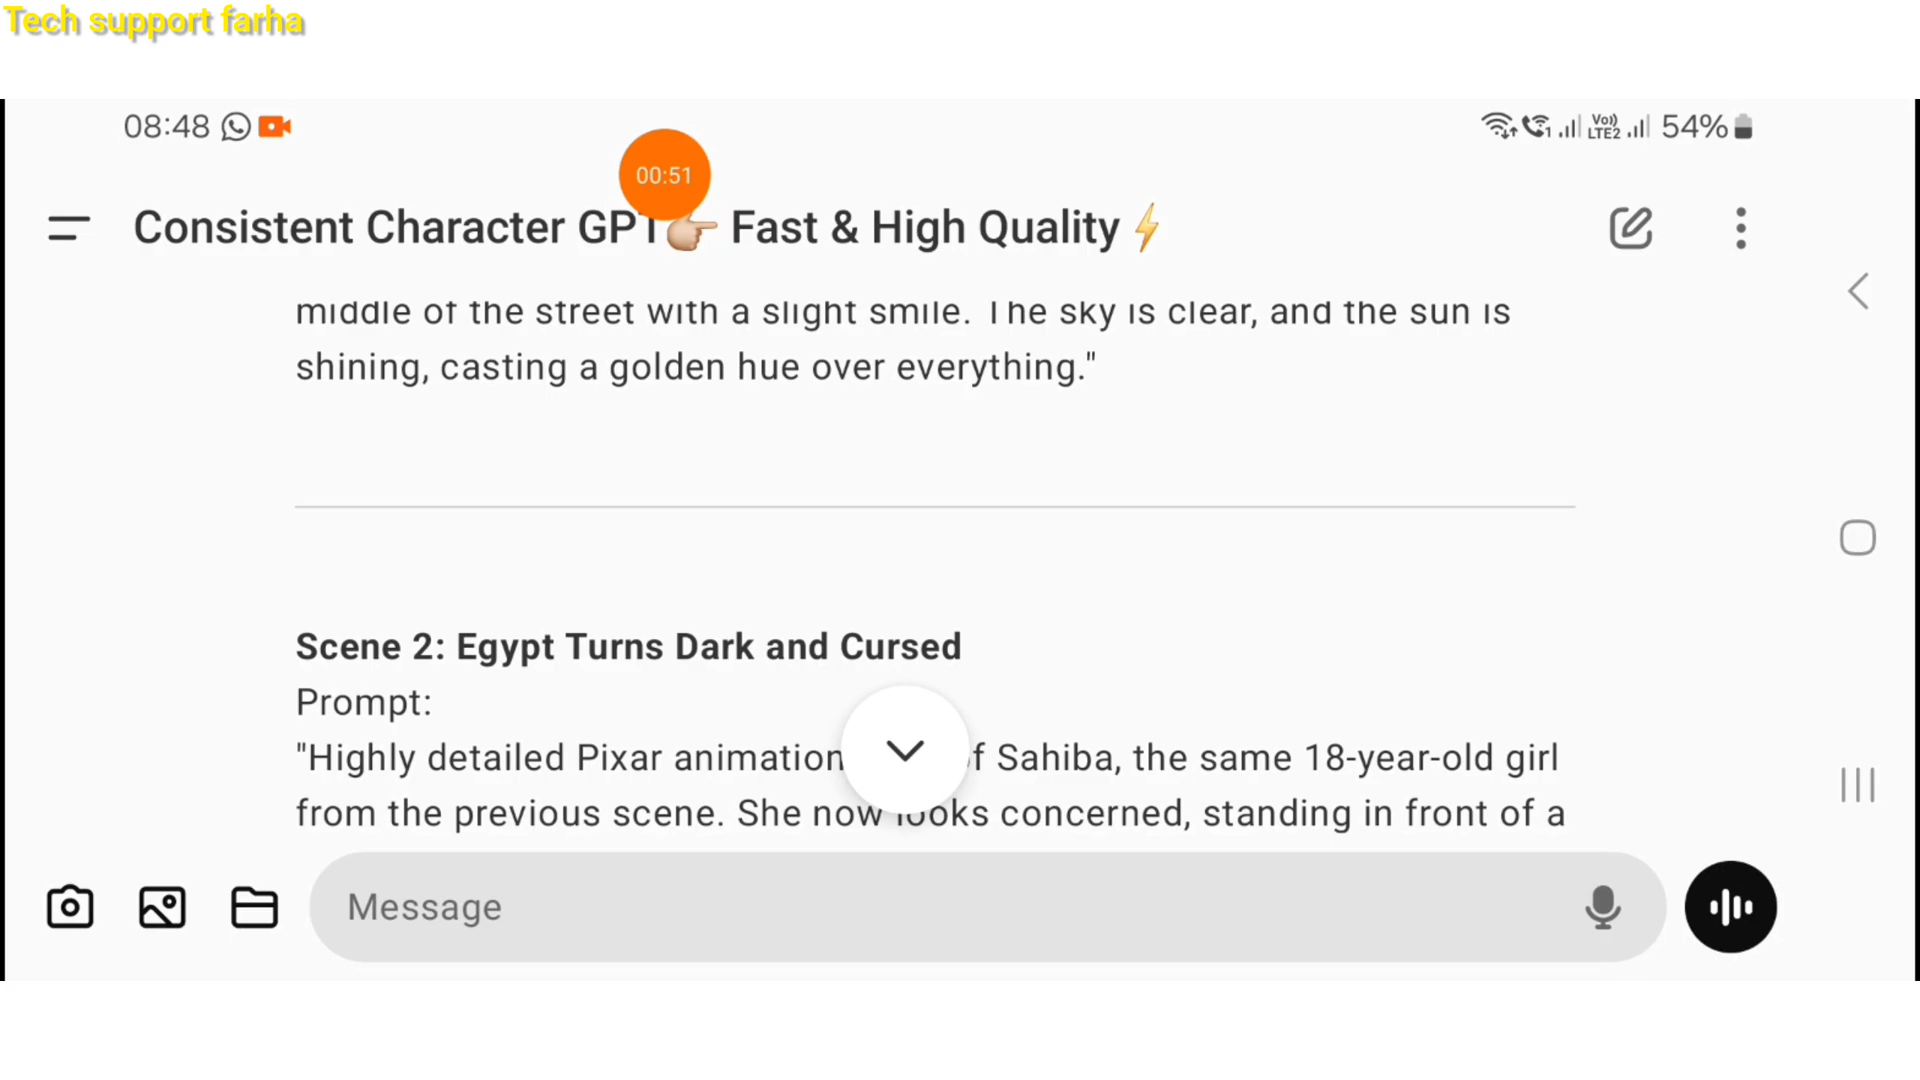 Tech support farha
08:48
00:51
Vo))
LTE2
54%
Consistent Character GPT👉 Fast & High Quality⚡
middle of the street with a slight smile. The sky is clear, and the sun is
shining, casting a golden hue over everything."
Scene 2: Egypt Turns Dark and Cursed
Prompt:
"Highly detailed Pixar animation Sahiba, the same 18-year-old girl
from the previous scene. She now looks concerned, standing in front of a
Message